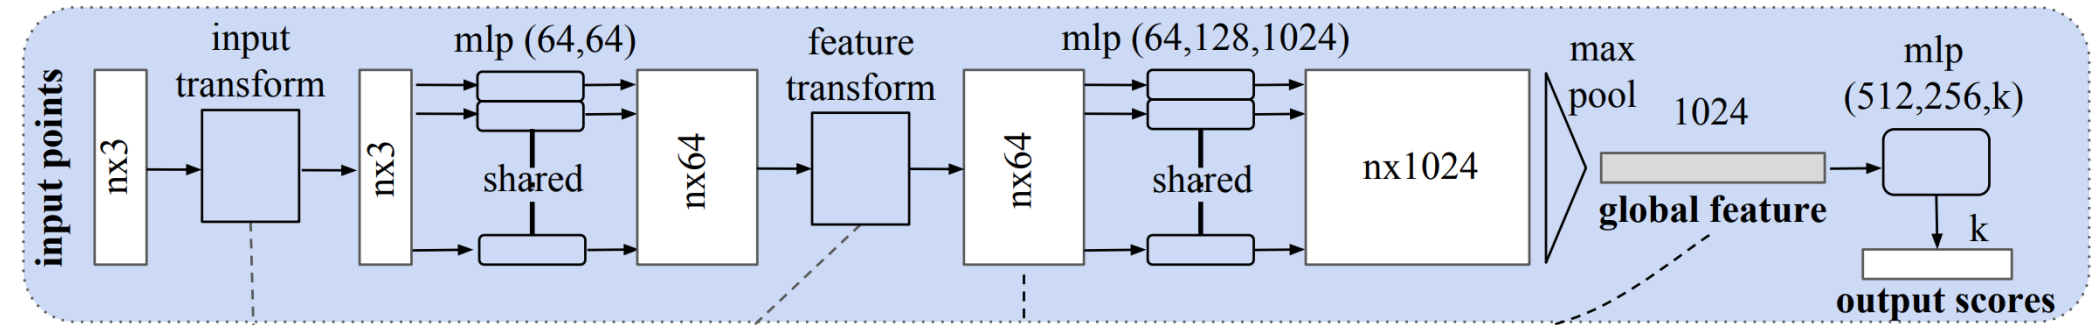 input points
nx3
input
transform
nx3
mlp (64,64)
shared
nx64
feature
transform
nx64
mlp (64,128,1024)
shared
nx1024
max
pool
1024
global feature
mlp
(512,256,k)
k
output scores